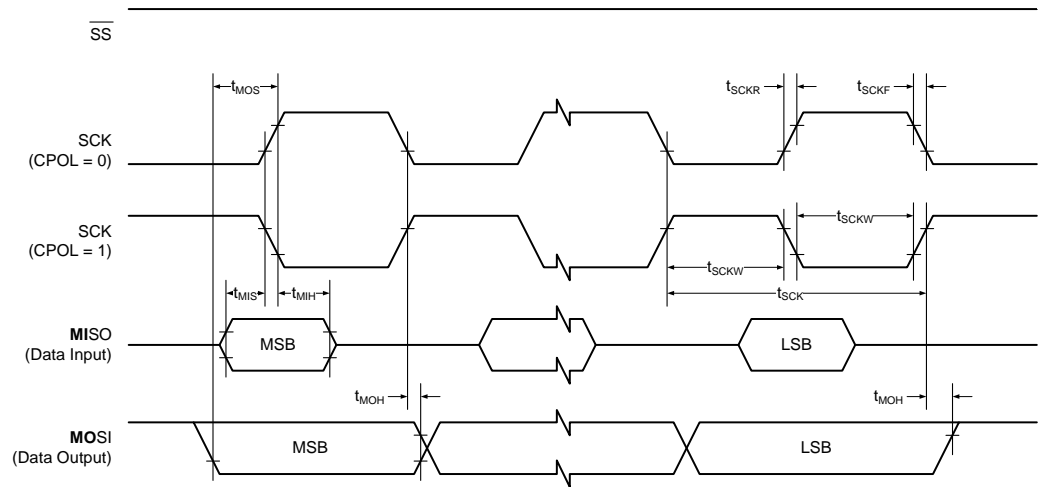 SS
tMOS
tSCKR
tSCKF
SCK
(CPOL = 0)
SCK
(CPOL = 1)
tSCKW
tSCKW
tSCK
tMIS
tMIH
MISO
(Data Input)
MSB
LSB
tMOH
tMOH
MOSI
(Data Output)
MSB
LSB